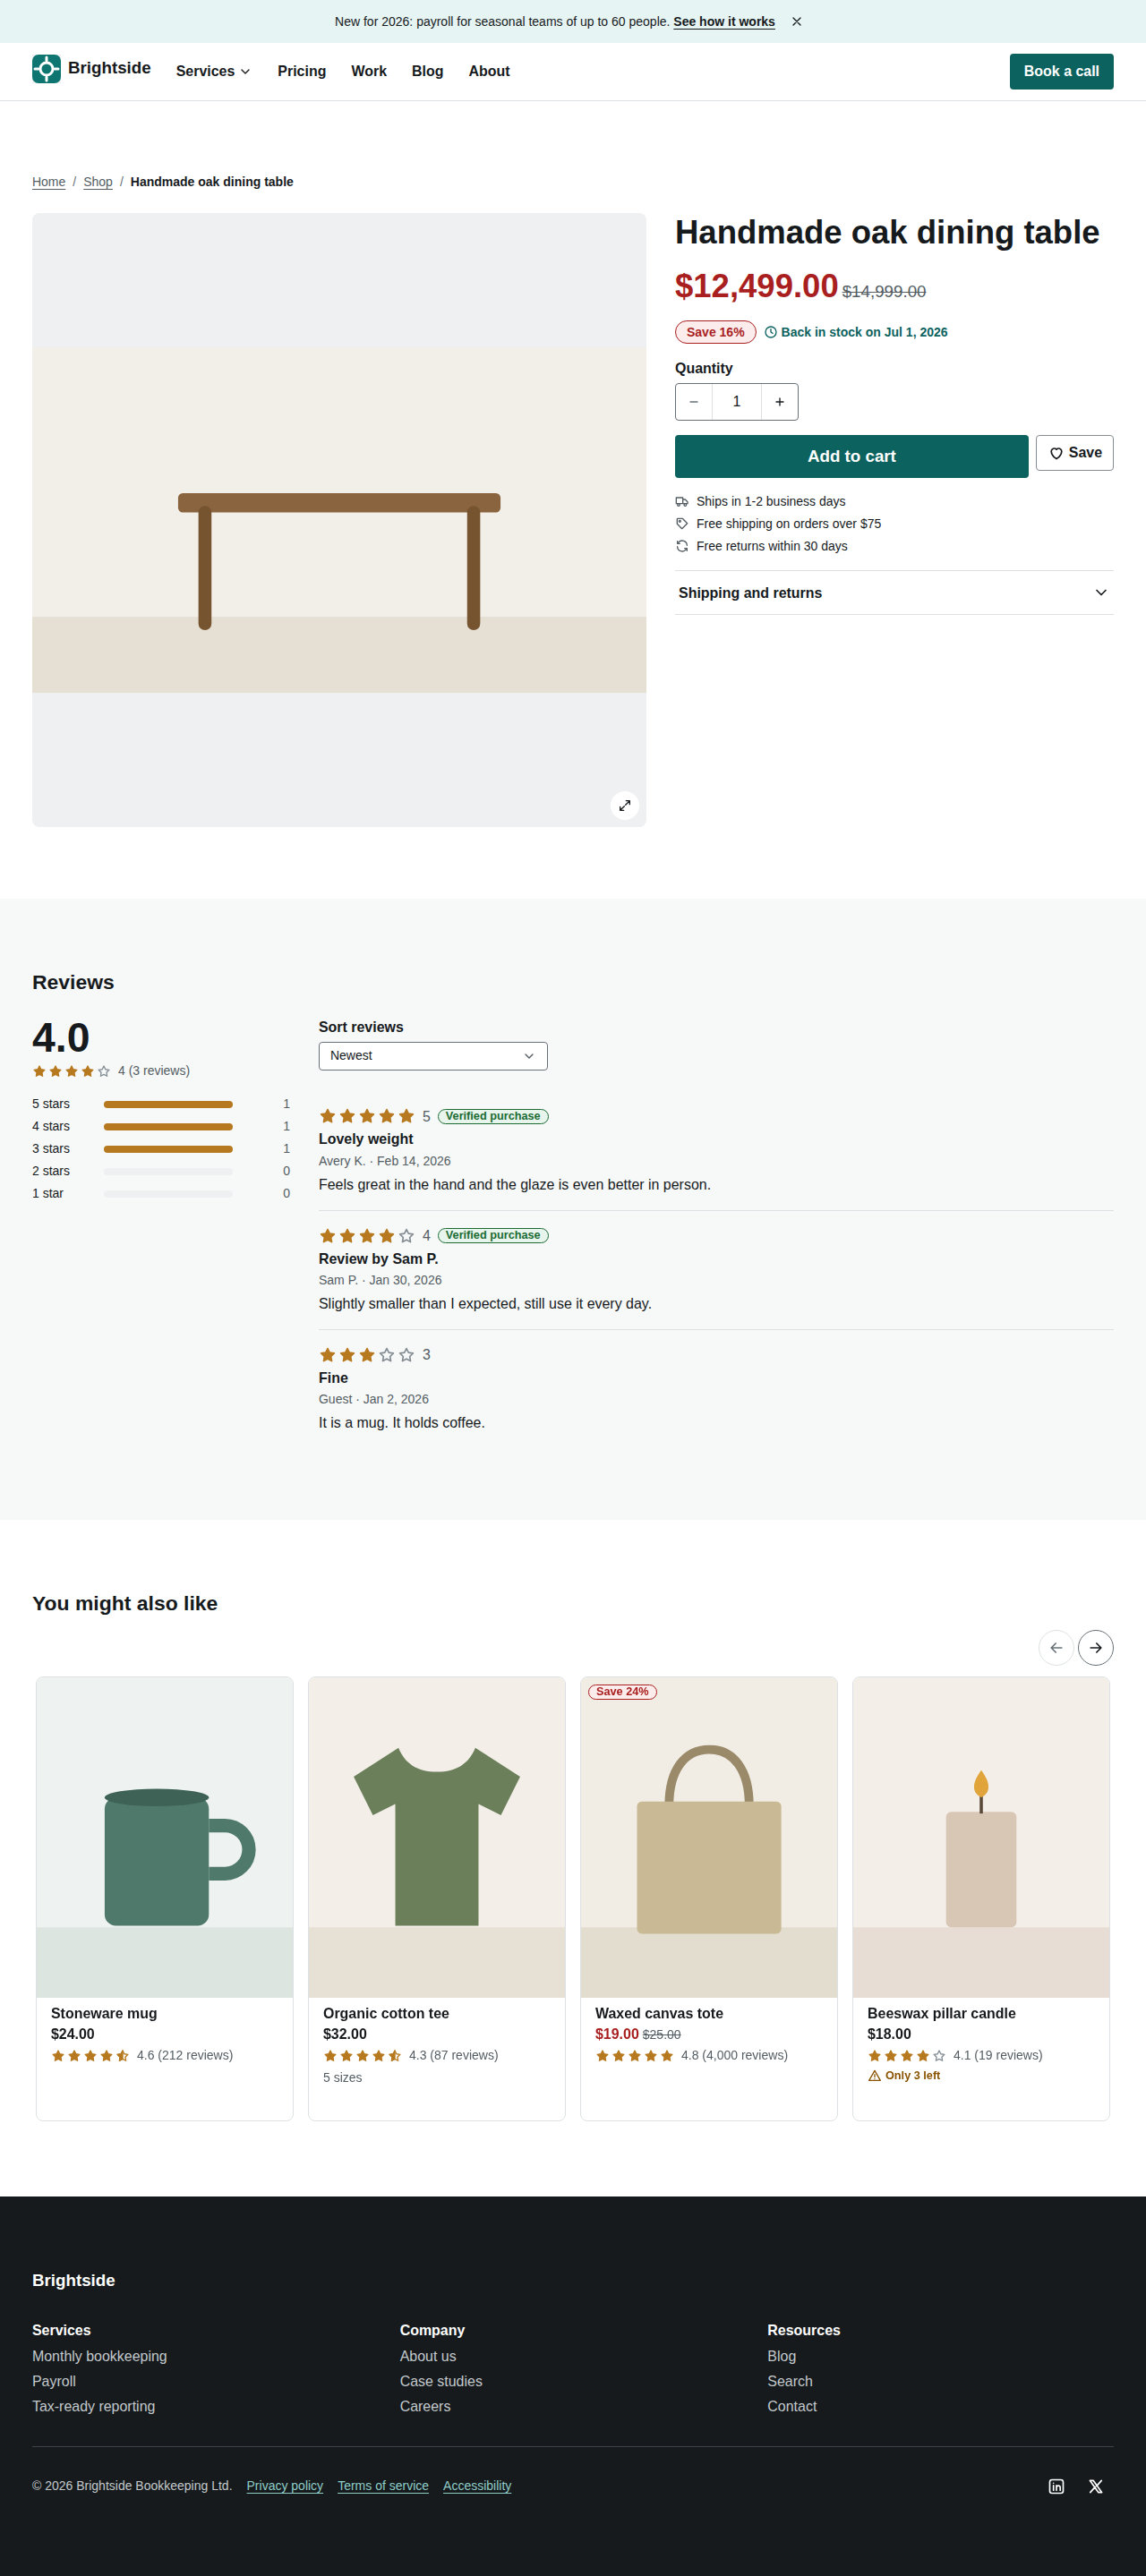 New for 2026: payroll for seasonal teams of up to 60 people. See how it works
Brightside
Services
Pricing
Work
Blog
About
Book a call
Home / Shop / Handmade oak dining table
Handmade oak dining table
$12,499.00 $14,999.00
Save 16%
Back in stock on Jul 1, 2026
Quantity
1
Add to cart
Save
Ships in 1-2 business days
Free shipping on orders over $75
Free returns within 30 days
Shipping and returns
Reviews
4.0
4 (3 reviews)
5 stars 1
4 stars 1
3 stars 1
2 stars 0
1 star 0
Sort reviews
Newest
5 Verified purchase
Lovely weight
Avery K. · Feb 14, 2026
Feels great in the hand and the glaze is even better in person.
4 Verified purchase
Review by Sam P.
Sam P. · Jan 30, 2026
Slightly smaller than I expected, still use it every day.
3
Fine
Guest · Jan 2, 2026
It is a mug. It holds coffee.
You might also like
Stoneware mug
$24.00
4.6 (212 reviews)
Organic cotton tee
$32.00
4.3 (87 reviews)
5 sizes
Save 24%
Waxed canvas tote
$19.00 $25.00
4.8 (4,000 reviews)
Beeswax pillar candle
$18.00
4.1 (19 reviews)
Only 3 left
Brightside
Services
Monthly bookkeeping
Payroll
Tax-ready reporting
Company
About us
Case studies
Careers
Resources
Blog
Search
Contact
© 2026 Brightside Bookkeeping Ltd. Privacy policy Terms of service Accessibility